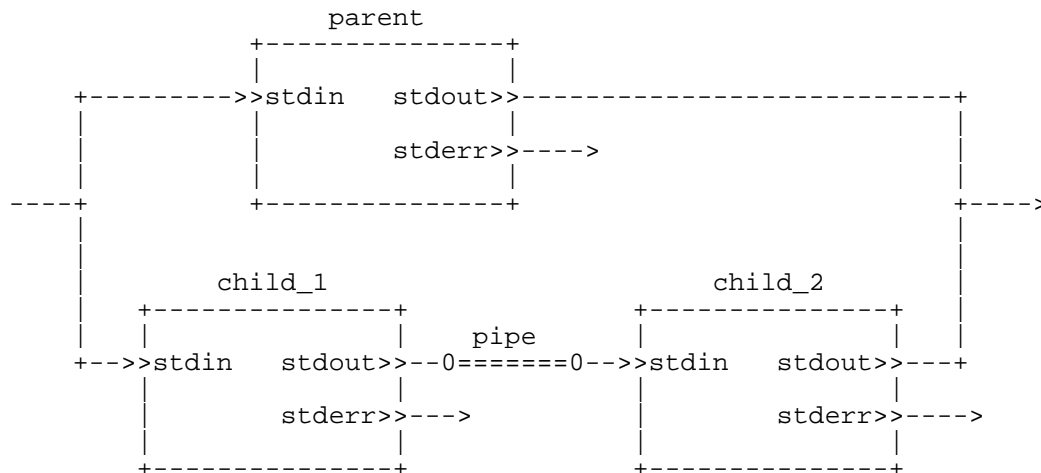 parent
stdin stdout
stderr
child_1 child_2
pipe
stdin stdout stdin stdout
stderr stderr